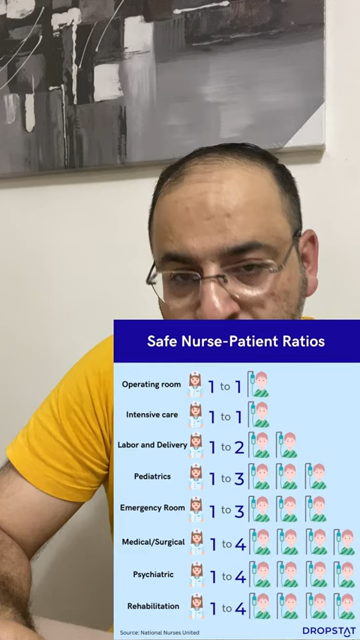 Safe Nurse-Patient Ratios
Operating room 1 to 1
Intensive care 1 to 1
Labor and Delivery 1 to 2
Pediatrics 1 to 3
Emergency Room 1 to 3
Medical/Surgical 1 to 4
Psychiatric 1 to 4
Rehabilitation 1 to 4
Source: National Nurses United
DROPSTAT